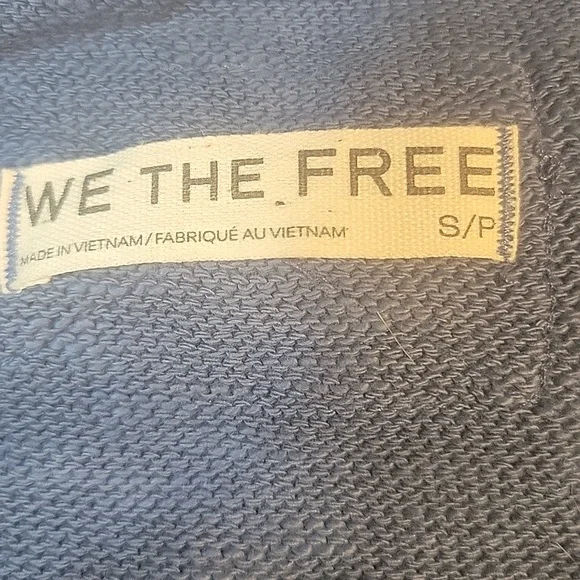 WE THE FREE
MADE IN VIETNAM / FABRIQUÉ AU VIETNAM
S/P